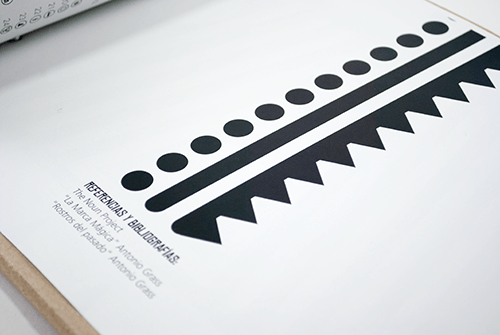 REFERENCIAS Y BIBLIOGRAFÍAS:
The Noun Project
"La Marca Mágica" Antonio Grass
"Rostros del pasado" Antonio Grass